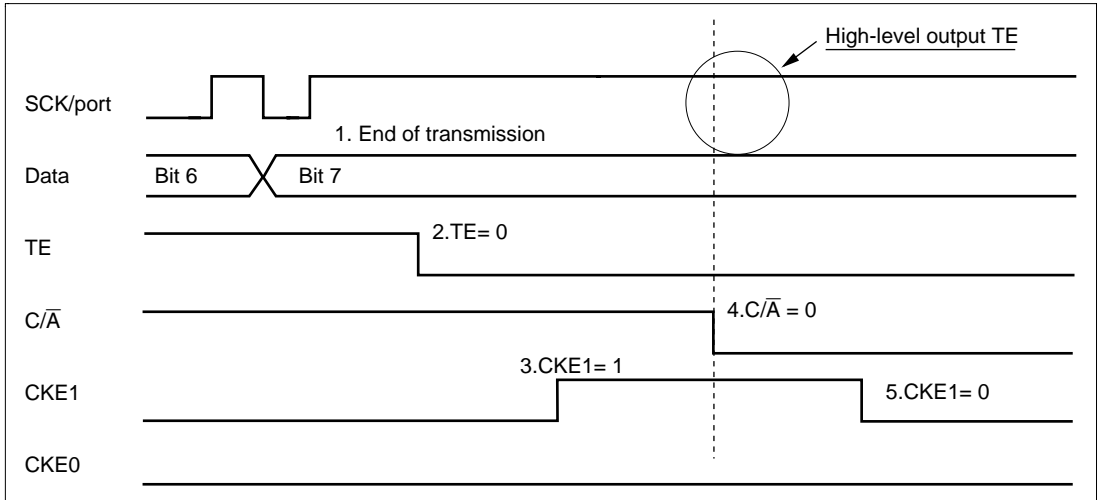 High-level output TE
SCK/port
1. End of transmission
Data
Bit 6
Bit 7
TE
2.TE= 0
C/A̅
4.C/A̅ = 0
3.CKE1= 1
CKE1
5.CKE1= 0
CKE0